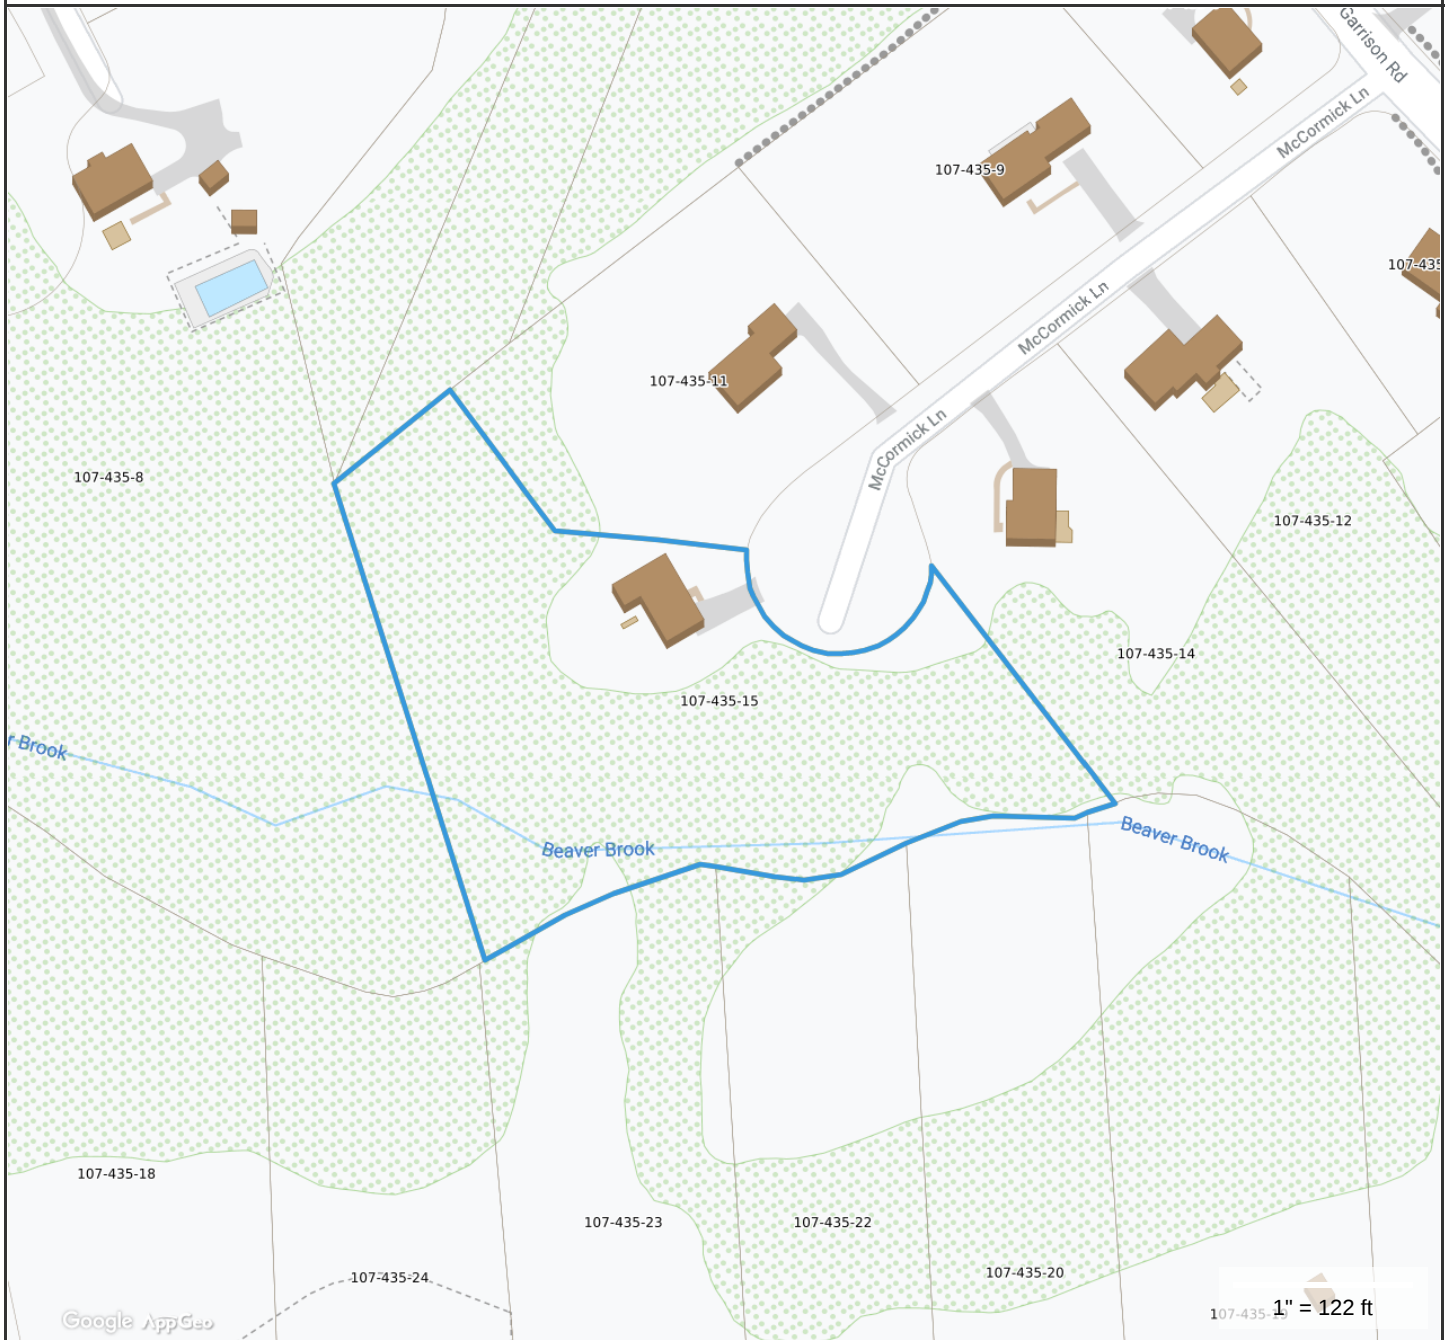 Garrison Rd
McCormick Ln
107-435-9
107-435
McCormick Ln
107-435-11
McCormick Ln
107-435-8
107-435-12
107-435-14
107-435-15
r Brook
Beaver Brook
Beaver Brook
107-435-18
107-435-23
107-435-22
107-435-20
107-435-24
1" = 122 ft
Google AppGeo